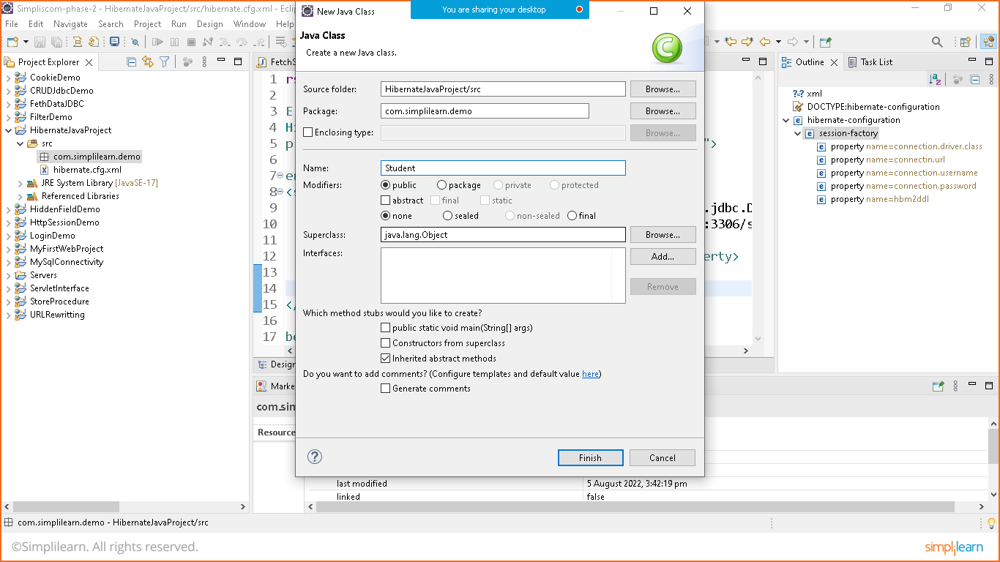 Simpliscom-phase-2 - HibernateJavaProject/src/hibernate.cfg.xml - Eclip
File Edit Navigate Search Project Run Design Window Help
Project Explorer
CookieDemo
CRUDJdbcDemo
FethDataJDBC
FilterDemo
HibernateJavaProject
src
com.simplilearn.demo
hibernate.cfg.xml
JRE System Library [JavaSE-17]
Referenced Libraries
HiddenFieldDemo
HttpSessionDemo
LoginDemo
MyFirstWebProject
MySqlConnectivity
Servers
ServletInterface
StoreProcedure
URLRewritting
FetchS
1
2
3 E
4 H
5 p
">
6
7 e
8 <s
9
.jdbc.D
10
:3306/s
11
12
erty>
13
14
15 </
16
17 be
Design
You are sharing your desktop
New Java Class
Java Class
Create a new Java class.
Source folder: HibernateJavaProject/src Browse...
Package: com.simplilearn.demo Browse...
Enclosing type: Browse...
Name: Student
Modifiers: public package private protected
abstract final static
none sealed non-sealed final
Superclass: java.lang.Object Browse...
Interfaces: Add...
Remove
Which method stubs would you like to create?
public static void main(String[] args)
Constructors from superclass
Inherited abstract methods
Do you want to add comments? (Configure templates and default value here)
Generate comments
? Finish Cancel
Outline Task List
xml
DOCTYPE:hibernate-configuration
hibernate-configuration
session-factory
property name=connection.driver.class
property name=connectin.url
property name=connection.username
property name=connection.password
property name=hbm2ddl
Marke
com.sim
Resource
last modified 5 August 2022, 3:42:19 pm
linked false
com.simplilearn.demo - HibernateJavaProject/src
©Simplilearn. All rights reserved.
simplilearn